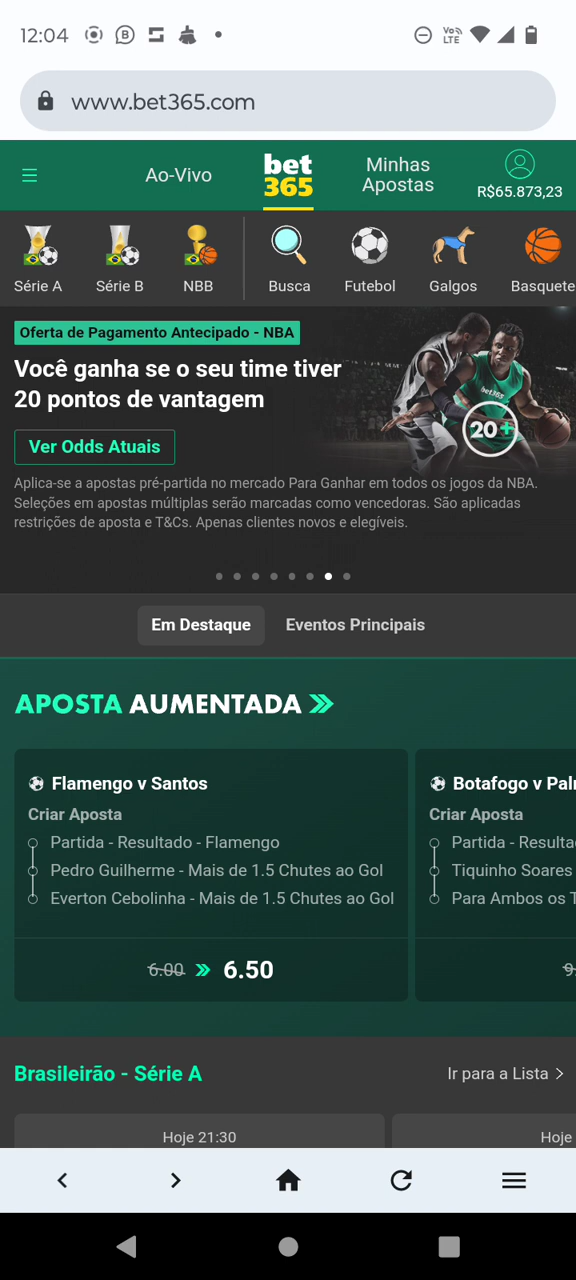 12:04
Vo LTE
www.bet365.com
Ao-Vivo
bet365
Minhas Apostas
R$65.873,23
Série A
Série B
NBB
Busca
Futebol
Galgos
Basquete
Oferta de Pagamento Antecipado - NBA
Você ganha se o seu time tiver
20 pontos de vantagem
bet365
20+
Ver Odds Atuais
Aplica-se a apostas pré-partida no mercado Para Ganhar em todos os jogos da NBA.
Seleções em apostas múltiplas serão marcadas como vencedoras. São aplicadas
restrições de aposta e T&Cs. Apenas clientes novos e elegíveis.
Em Destaque
Eventos Principais
APOSTA AUMENTADA
Flamengo v Santos
Criar Aposta
Partida - Resultado - Flamengo
Pedro Guilherme - Mais de 1.5 Chutes ao Gol
Everton Cebolinha - Mais de 1.5 Chutes ao Gol
6.00 6.50
Botafogo v Pal
Criar Aposta
Partida - Resulta
Tiquinho Soares
Para Ambos os T
9.
Brasileirão - Série A
Ir para a Lista
Hoje 21:30
Hoje